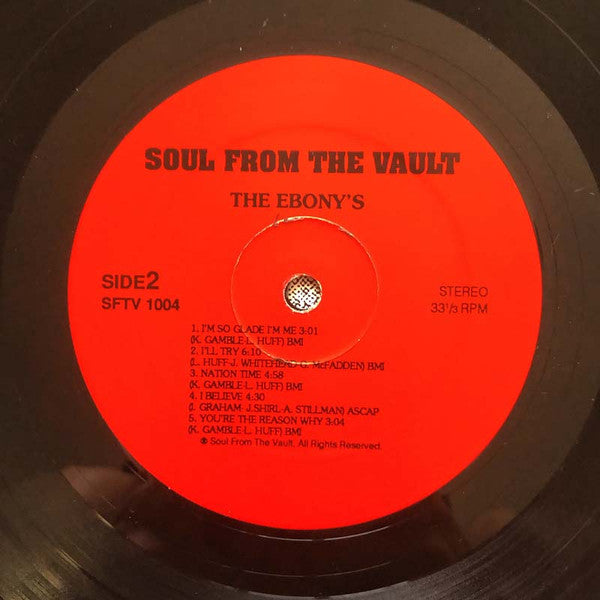 SOUL FROM THE VAULT
THE EBONY'S
SIDE2
SFTV 1004
STEREO
33⅓ RPM
1. I'M SO GLADE I'M ME 3:01
(K. GAMBLE-L. HUFF) BMI
2. I'LL TRY 6:10
(L. HUFF-J. WHITEHEAD-G. McFADDEN) BMI
3. NATION TIME 4:58
(K. GAMBLE-L. HUFF) BMI
4. I BELIEVE 4:30
(J. GRAHAM-J.SHIRL-A. STILLMAN) ASCAP
5. YOU'RE THE REASON WHY 3:04
(K. GAMBLE-L. HUFF) BMI
℗ Soul From The Vault. All Rights Reserved.